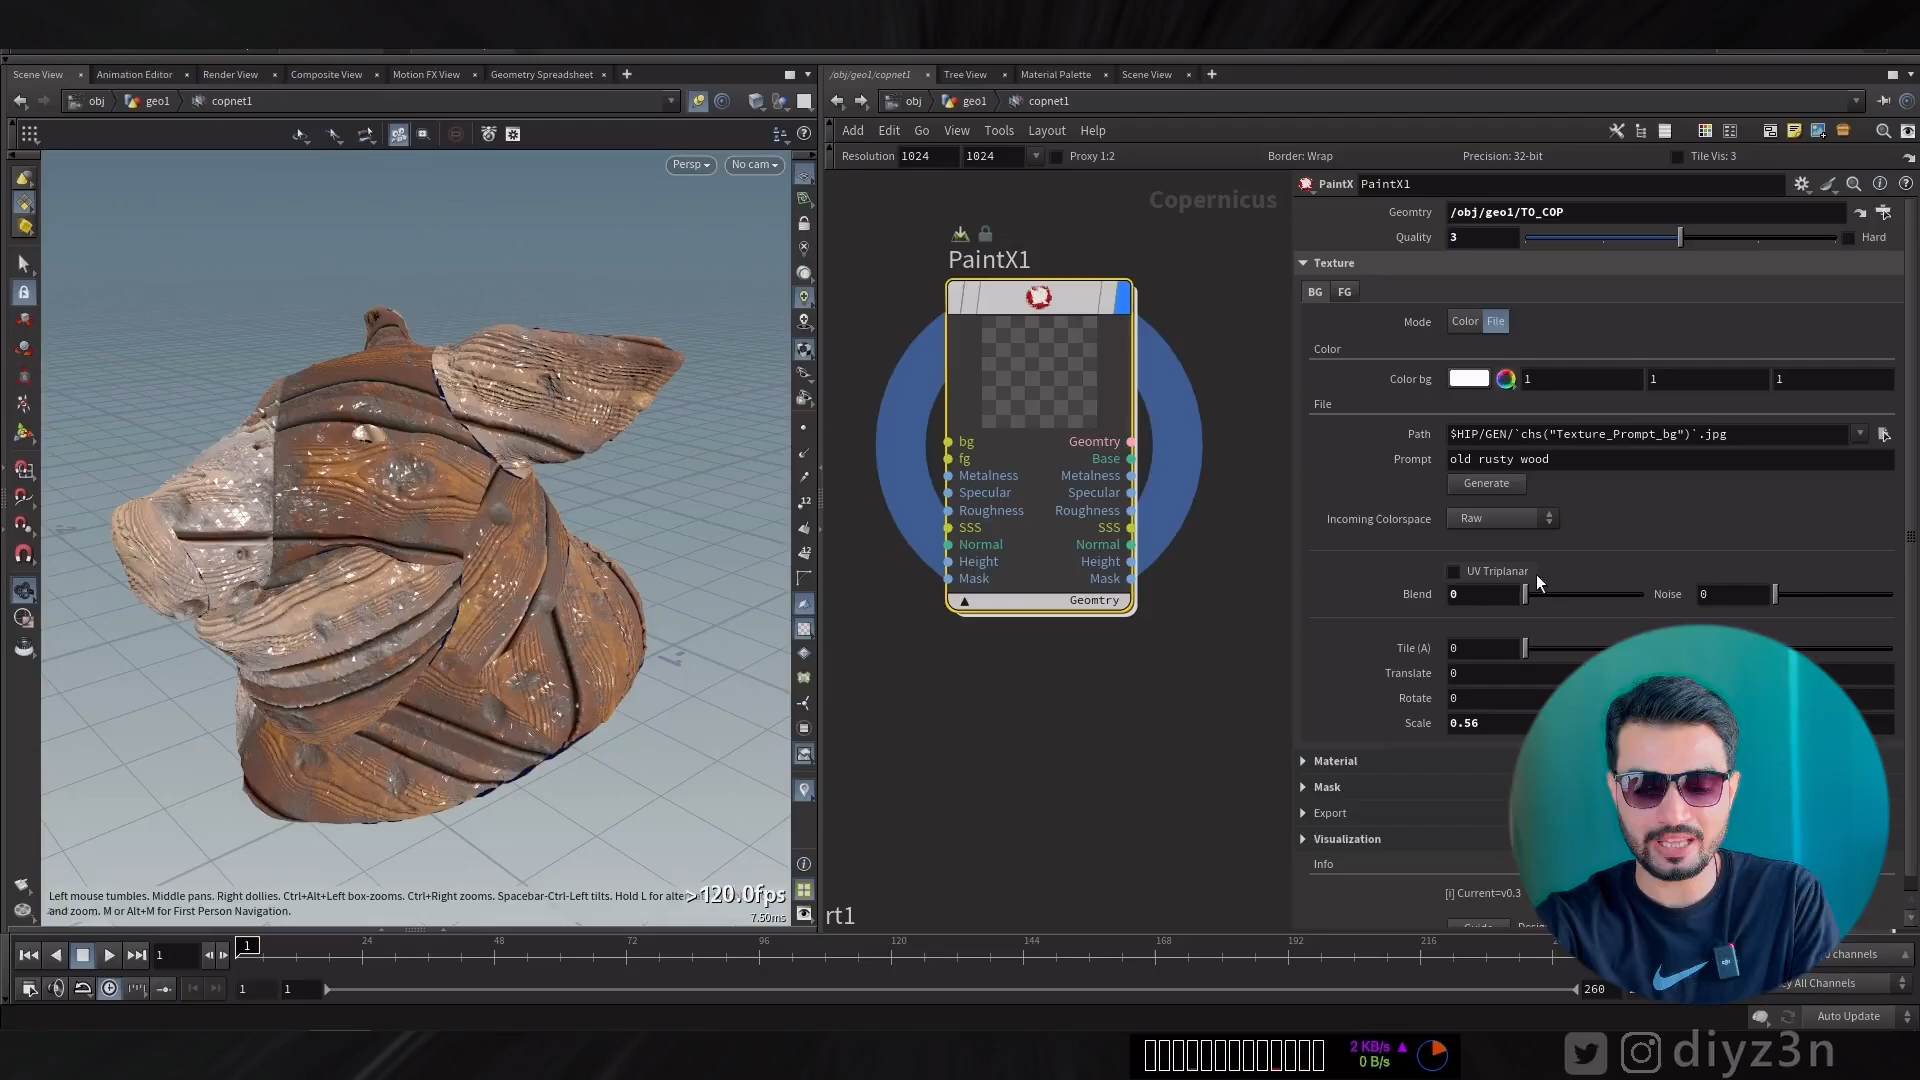 Scene View
Animation Editor
Render View
Composite View
Motion FX View
Geometry Spreadsheet
/obj/geo1/copnet1
Tree View
Material Palette
Scene View
obj
geo1
copnet1
obj
geo1
copnet1
Add
Edit
Go
View
Tools
Layout
Help
Resolution 1024 1024
Proxy 1:2
Border: Wrap
Precision: 32-bit
Tile Vis: 3
Persp
No cam
Copernicus
PaintX PaintX1
Geomtry /obj/geo1/TO_COP
Quality 3
Hard
Texture
BG FG
Mode Color File
Color
Color bg 1 1 1
File
Path $HIP/GEN/`chs("Texture_Prompt_bg")`.jpg
Prompt old rusty wood
Generate
Incoming Colorspace Raw
UV Triplanar
Blend 0 Noise 0
Tile (A) 0
Translate 0
Rotate 0
Scale 0.56
Material
Mask
Export
Visualization
Info
[i] Current=v0.3
PaintX1
bg Geomtry
fg Base
Metalness Metalness
Specular Specular
Roughness Roughness
SSS SSS
Normal Normal
Height Height
Mask Mask
Geomtry
12
12
Left mouse tumbles. Middle pans. Right dollies. Ctrl+Alt+Left box-zooms. Ctrl+Right zooms. Spacebar-Ctrl-Left tilts. Hold L for alte
and zoom. M or Alt+M for First Person Navigation.
>120.0fps
7.50ms
rt1
1
1
24
48
72
96
120
144
168
192
216
0 channels
1
1
260
ey All Channels
Auto Update
2 KB/s
0 B/s
diyz3n